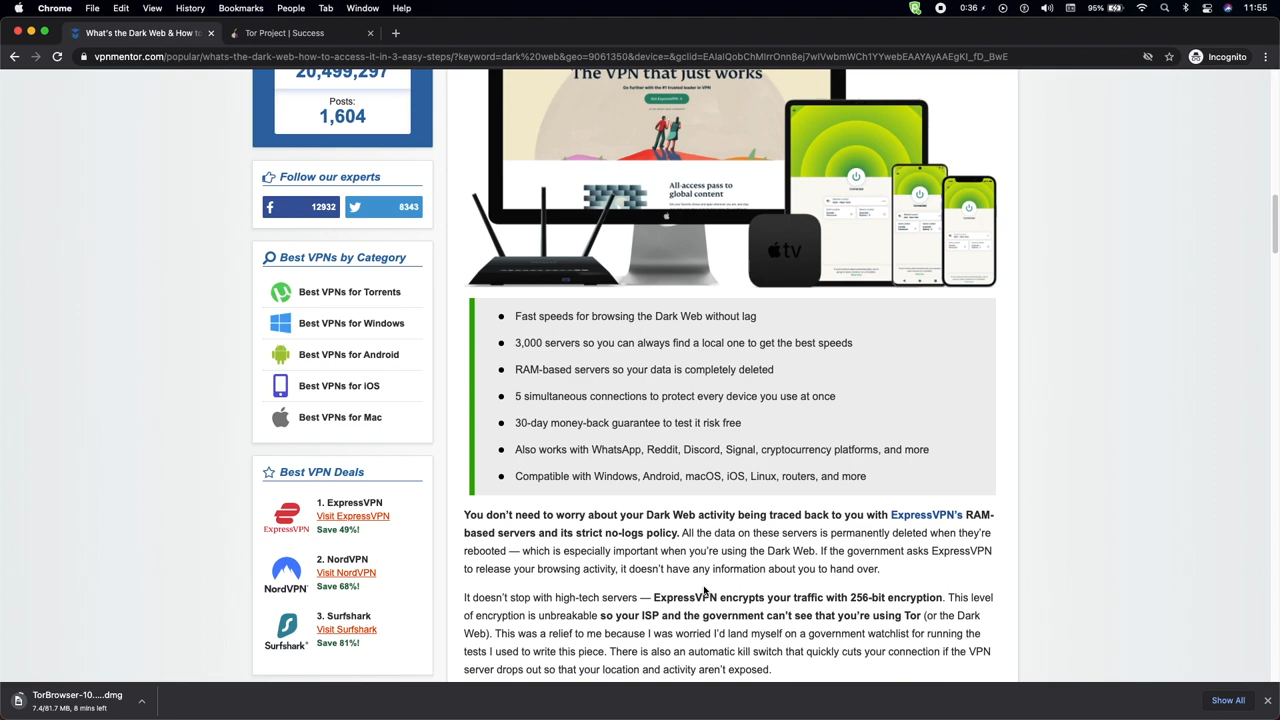 Chrome File Edit View History Bookmarks People Tab Window Help 0:36 95% 11:55
What's the Dark Web & How to Tor Project | Success
vpnmentor.com/popular/whats-the-dark-web-how-to-access-it-in-3-easy-steps/?keyword=dark%20web&geo=9061350&device=&gclid=EAIaIQobChMIrrOnn8ej7wIVwbmWCh1YYwebEAAYAyAAEgKI_fD_BwE Incognito
20,499,297
Posts:
1,604
Follow our experts
12932 8343
Best VPNs by Category
Best VPNs for Torrents
Best VPNs for Windows
Best VPNs for Android
Best VPNs for iOS
Best VPNs for Mac
Best VPN Deals
ExpressVPN
1. ExpressVPN
Visit ExpressVPN
Save 49%!
NordVPN
2. NordVPN
Visit NordVPN
Save 68%!
Surfshark
3. Surfshark
Visit Surfshark
Save 81%!
The VPN that just works
Go further with the #1 trusted leader in VPN
All-access pass to
global content
tv
Fast speeds for browsing the Dark Web without lag
3,000 servers so you can always find a local one to get the best speeds
RAM-based servers so your data is completely deleted
5 simultaneous connections to protect every device you use at once
30-day money-back guarantee to test it risk free
Also works with WhatsApp, Reddit, Discord, Signal, cryptocurrency platforms, and more
Compatible with Windows, Android, macOS, iOS, Linux, routers, and more
You don't need to worry about your Dark Web activity being traced back to you with ExpressVPN's RAM-
based servers and its strict no-logs policy. All the data on these servers is permanently deleted when they're
rebooted — which is especially important when you're using the Dark Web. If the government asks ExpressVPN
to release your browsing activity, it doesn't have any information about you to hand over.
It doesn't stop with high-tech servers — ExpressVPN encrypts your traffic with 256-bit encryption. This level
of encryption is unbreakable so your ISP and the government can't see that you're using Tor (or the Dark
Web). This was a relief to me because I was worried I'd land myself on a government watchlist for running the
tests I used to write this piece. There is also an automatic kill switch that quickly cuts your connection if the VPN
server drops out so that your location and activity aren't exposed.
TorBrowser-10.....dmg
7.4/81.7 MB, 8 mins left
Show All